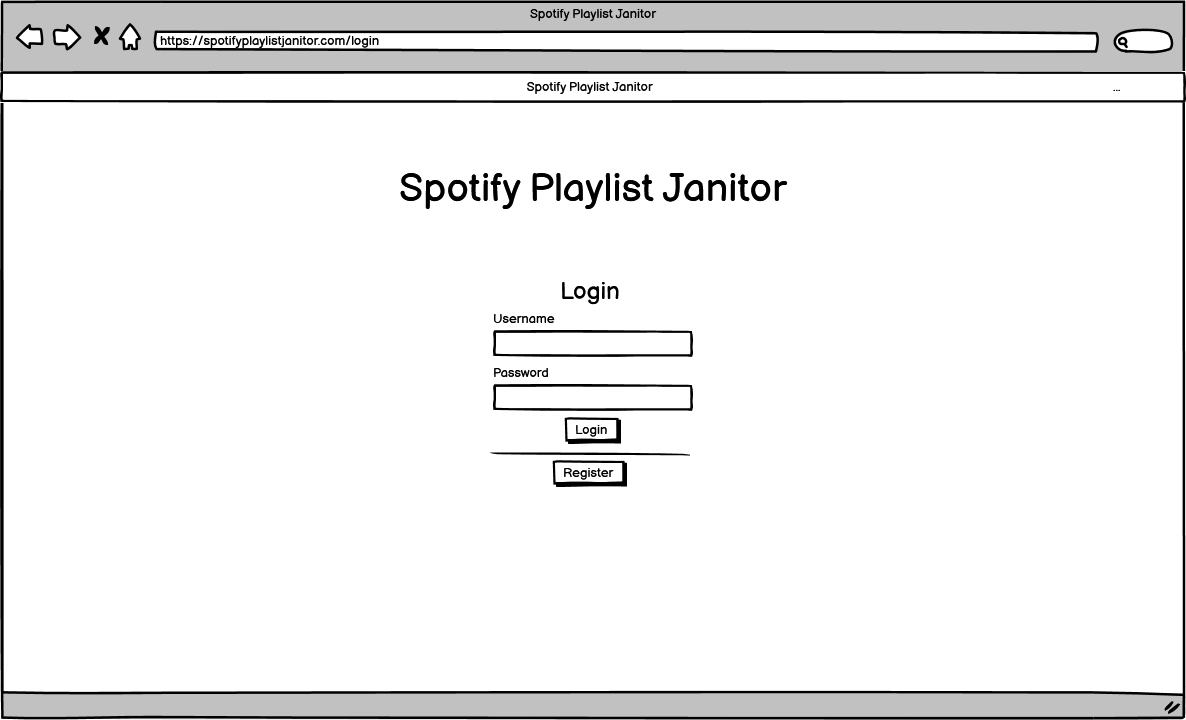 Spotify Playlist Janitor
https://spotifyplaylistjanitor.com/login
Spotify Playlist Janitor
...
Spotify Playlist Janitor
Login
Username
Password
Login
Register